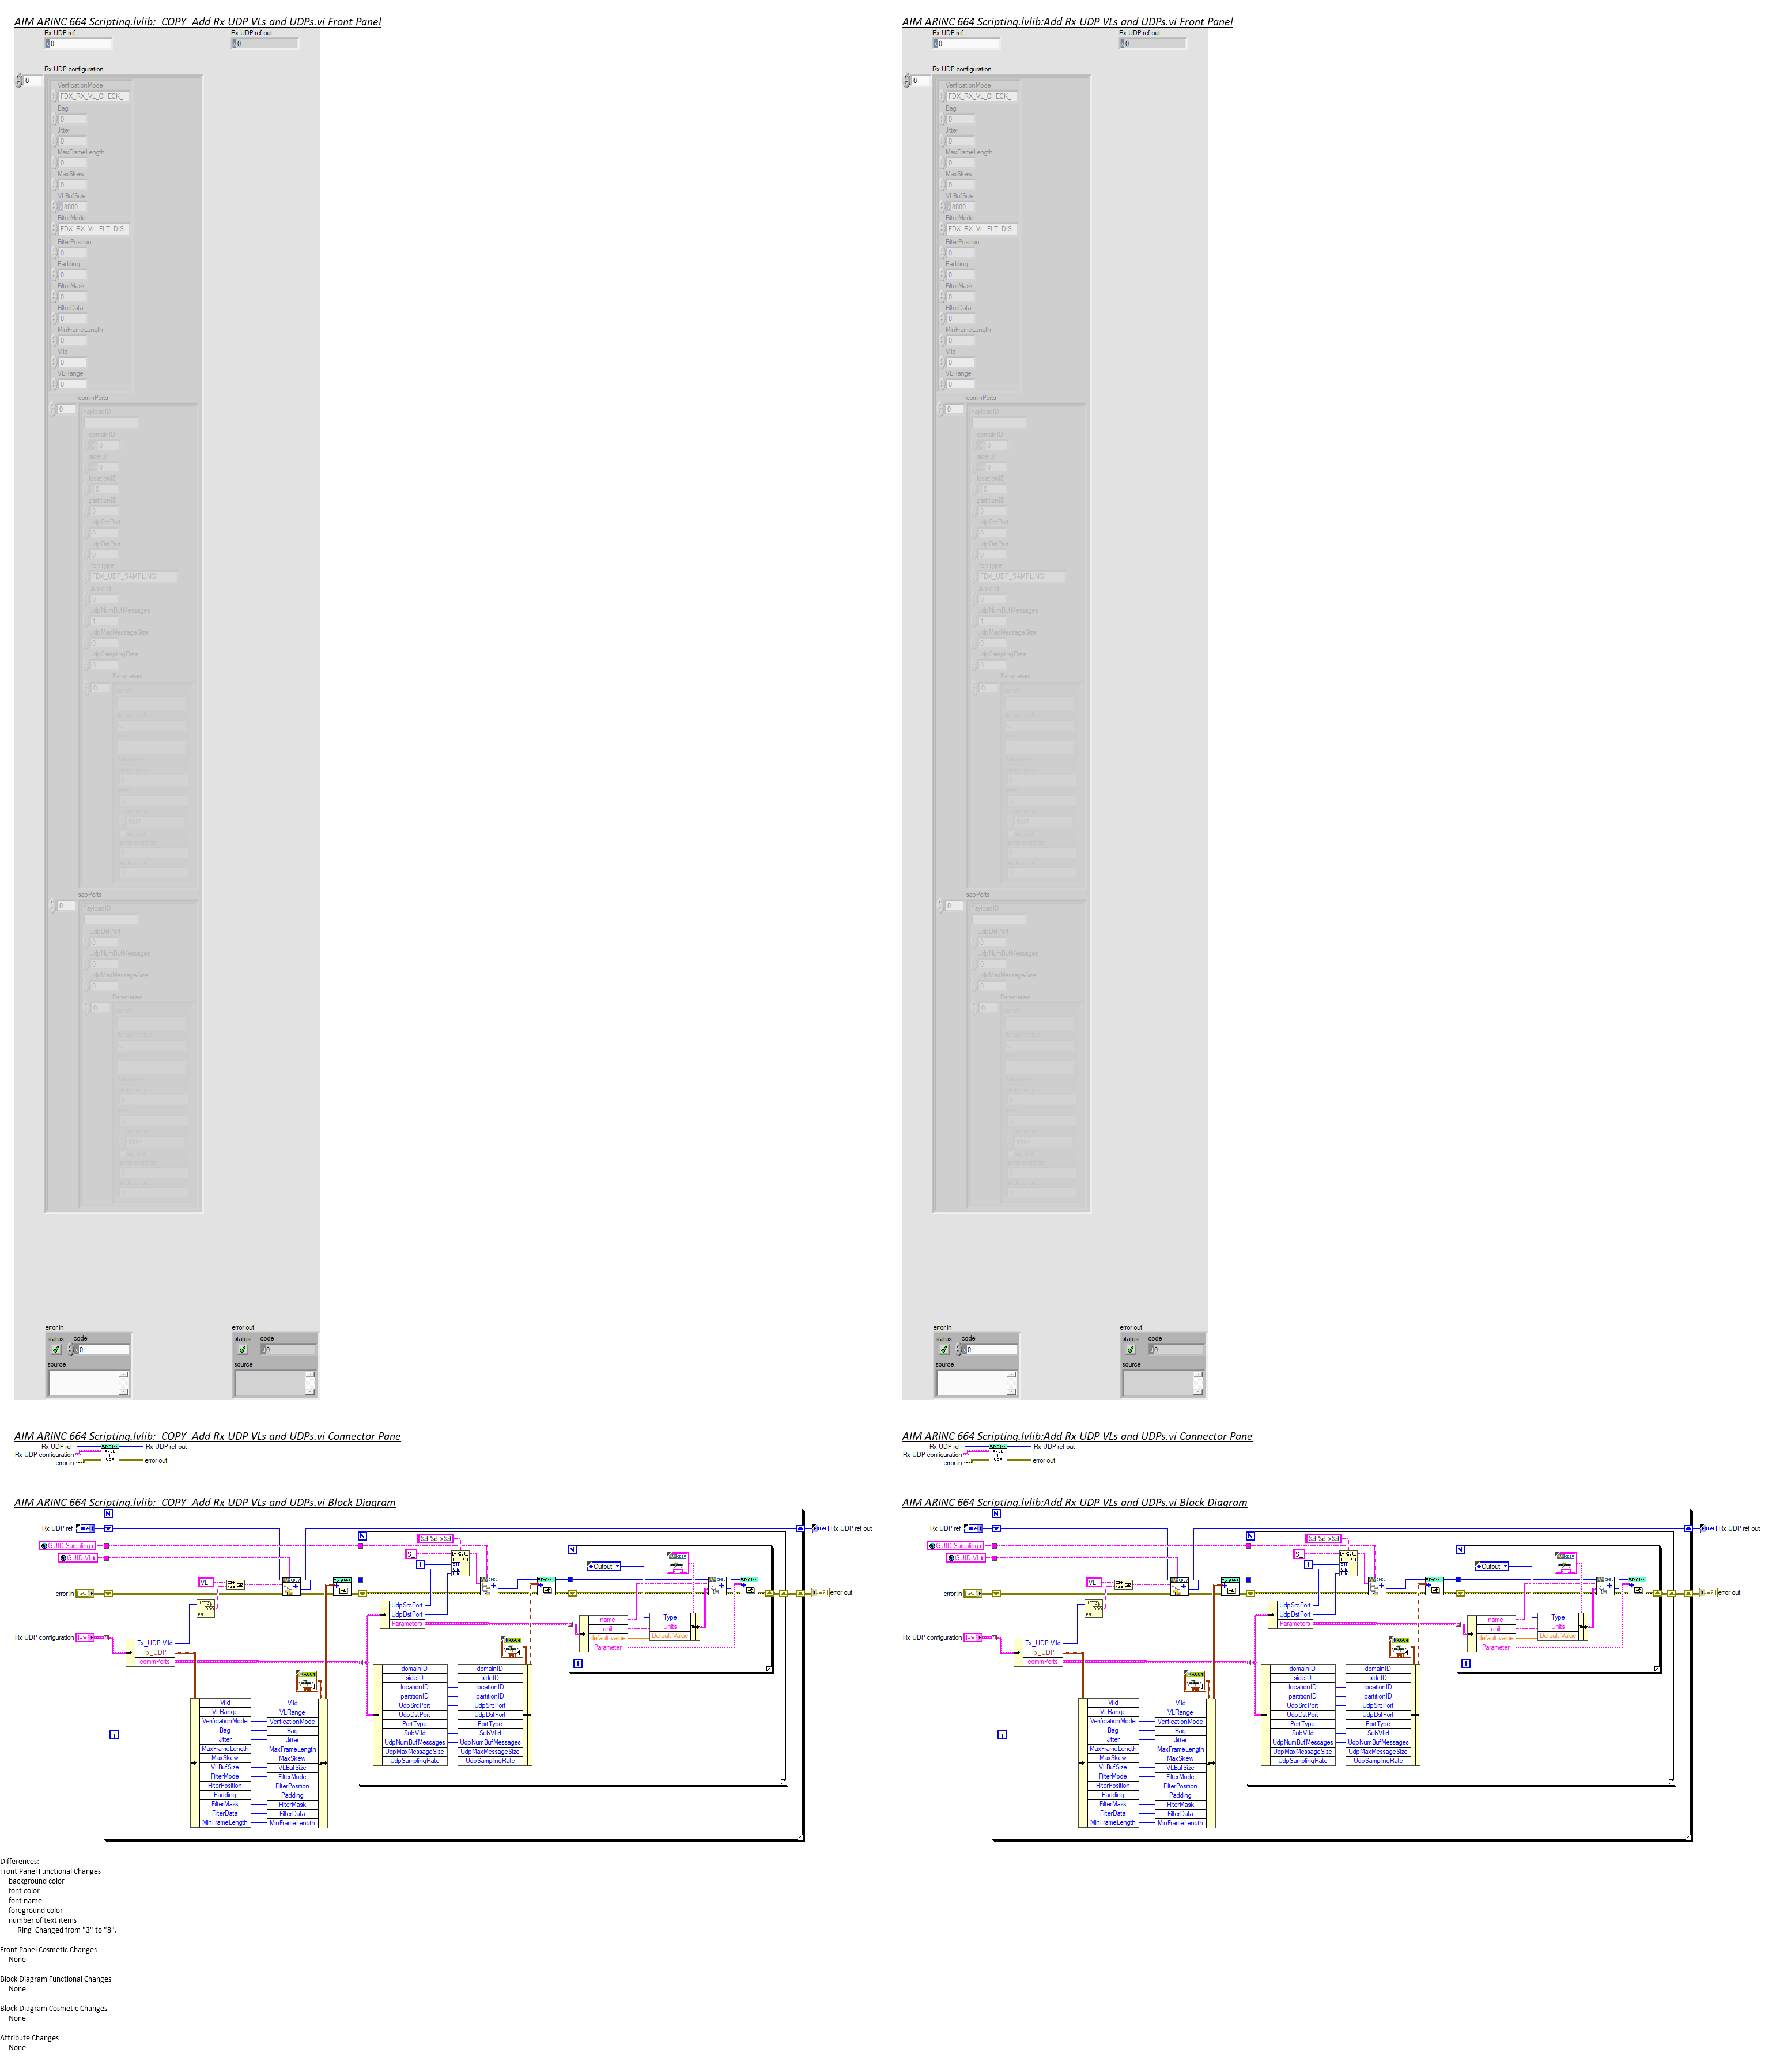 AIM ARINC 664 Scripting.lvlib:  COPY  Add Rx UDP VLs and UDPs.vi Front Panel
Rx UDP ref
0
Rx UDP ref out
0
Rx UDP configuration
0
VerificationMode
FDX_RX_VL_CHECK_
Bag
0
Jitter
0
MaxFrameLength
0
MaxSkew
0
VLBufSize
8000
FilterMode
FDX_RX_VL_FLT_DIS
FilterPosition
0
Padding
0
FilterMask
0
FilterData
0
MinFrameLength
0
VlId
0
VLRange
0
commPorts
0
PayloadID
domainID
0
sideID
0
locationID
0
partitionID
0
UdpSrcPort
0
UdpDstPort
0
PortType
FDX_UDP_SAMPLING
SubVlId
0
UdpNumBufMessages
1
UdpMaxMessageSize
0
UdpSamplingRate
0
Parameters
0
sapPorts
0
PayloadID
UdpDstPort
0
UdpNumBufMessages
0
UdpMaxMessageSize
0
Parameters
0
error in
status code
0
source
error out
status code
0
source
AIM ARINC 664 Scripting.lvlib:Add Rx UDP VLs and UDPs.vi Front Panel
Rx UDP ref
0
Rx UDP ref out
0
Rx UDP configuration
0
VerificationMode
FDX_RX_VL_CHECK_
Bag
0
Jitter
0
MaxFrameLength
0
MaxSkew
0
VLBufSize
8000
FilterMode
FDX_RX_VL_FLT_DIS
FilterPosition
0
Padding
0
FilterMask
0
FilterData
0
MinFrameLength
0
VlId
0
VLRange
0
commPorts
0
PayloadID
domainID
0
sideID
0
locationID
0
partitionID
0
UdpSrcPort
0
UdpDstPort
0
PortType
FDX_UDP_SAMPLING
SubVlId
0
UdpNumBufMessages
1
UdpMaxMessageSize
0
UdpSamplingRate
0
Parameters
0
sapPorts
0
PayloadID
UdpDstPort
0
UdpNumBufMessages
0
UdpMaxMessageSize
0
Parameters
0
error in
status code
0
source
error out
status code
0
source
AIM ARINC 664 Scripting.lvlib:  COPY  Add Rx UDP VLs and UDPs.vi Connector Pane
Rx UDP ref
Rx UDP configuration
error in
Rx UDP ref out
error out
AIM ARINC 664 Scripting.lvlib:Add Rx UDP VLs and UDPs.vi Connector Pane
Rx UDP ref
Rx UDP configuration
error in
Rx UDP ref out
error out
AIM ARINC 664 Scripting.lvlib:  COPY  Add Rx UDP VLs and UDPs.vi Block Diagram
N
Rx UDP ref
Rx UDP ref out
GUID Sampling
GUID VL
N
%d.%d->%d
S_
i
N
Output
VL_
error in
error out
UdpSrcPort
UdpDstPort
Parameters
name
unit
default value
Parameter
Type
Units
Default Value
Rx UDP configuration
Tx_UDP.VlId
Tx_UDP
commPorts
A664
i
domainID domainID
sideID sideID
locationID locationID
partitionID partitionID
UdpSrcPort UdpSrcPort
UdpDstPort UdpDstPort
PortType PortType
SubVlId SubVlId
UdpNumBufMessages UdpNumBufMessages
UdpMaxMessageSize UdpMaxMessageSize
UdpSamplingRate UdpSamplingRate
A664
VlId VlId
VLRange VLRange
VerificationMode VerificationMode
Bag Bag
Jitter Jitter
MaxFrameLength MaxFrameLength
MaxSkew MaxSkew
VLBufSize VLBufSize
FilterMode FilterMode
FilterPosition FilterPosition
Padding Padding
FilterMask FilterMask
FilterData FilterData
MinFrameLength MinFrameLength
i
AIM ARINC 664 Scripting.lvlib:Add Rx UDP VLs and UDPs.vi Block Diagram
N
Rx UDP ref
Rx UDP ref out
GUID Sampling
GUID VL
N
%d.%d->%d
S_
i
N
Output
VL_
error in
error out
UdpSrcPort
UdpDstPort
Parameters
name
unit
default value
Parameter
Type
Units
Default Value
Rx UDP configuration
Tx_UDP.VlId
Tx_UDP
commPorts
A664
i
domainID domainID
sideID sideID
locationID locationID
partitionID partitionID
UdpSrcPort UdpSrcPort
UdpDstPort UdpDstPort
PortType PortType
SubVlId SubVlId
UdpNumBufMessages UdpNumBufMessages
UdpMaxMessageSize UdpMaxMessageSize
UdpSamplingRate UdpSamplingRate
A664
VlId VlId
VLRange VLRange
VerificationMode VerificationMode
Bag Bag
Jitter Jitter
MaxFrameLength MaxFrameLength
MaxSkew MaxSkew
VLBufSize VLBufSize
FilterMode FilterMode
FilterPosition FilterPosition
Padding Padding
FilterMask FilterMask
FilterData FilterData
MinFrameLength MinFrameLength
i
Differences:
Front Panel Functional Changes
background color
font color
font name
foreground color
number of text items
Ring  Changed from "3" to "8".
Front Panel Cosmetic Changes
None
Block Diagram Functional Changes
None
Block Diagram Cosmetic Changes
None
Attribute Changes
None